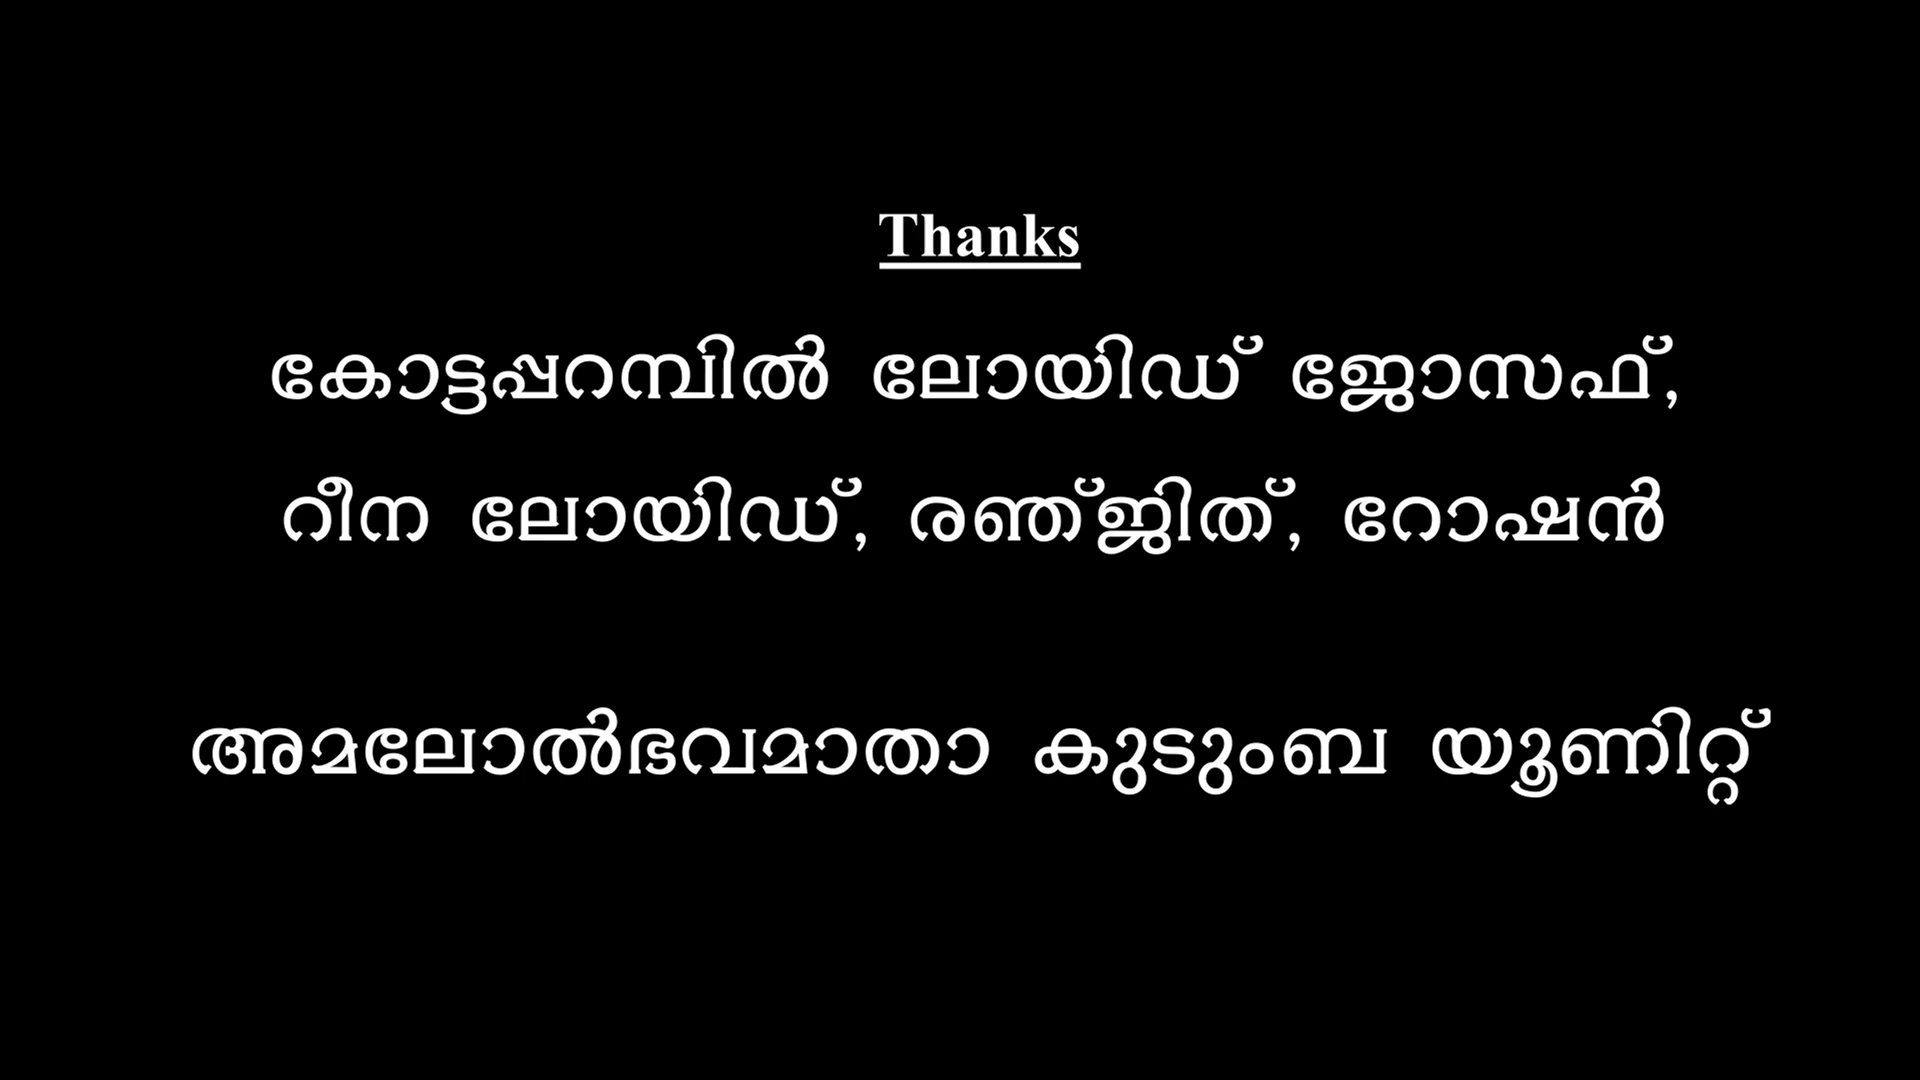 Thanks
കോട്ടപ്പറമ്പിൽ ലോയിഡ് ജോസഫ്,
റീന ലോയിഡ്, രഞ്ജിത്, റോഷൻ
അമലോൽഭവമാതാ കുടുംബ യൂണിറ്റ്